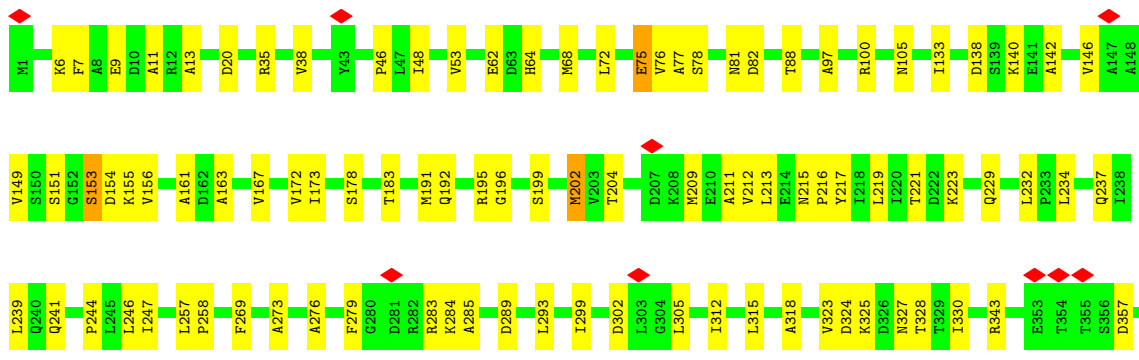 M1 K6 F7 A8 E9 D10 A11 R12 A13 D20 R35 V38 Y43 P46 L47 I48 V53 E62 D63 H64 M68 L72 E75 V76 A77 S78 N81 D82 T88 A97 R100 N105 I133 D138 S139 K140 E141 A142 V146 A147 A148
V149 S150 S151 G152 S153 D154 K155 V156 A161 D162 A163 V167 V172 I173 S178 T183 M191 Q192 R195 G196 S199 M202 V203 T204 D207 K208 M209 E210 A211 V212 L213 E214 N215 P216 Y217 I218 L219 I220 T221 D222 K223 Q229 L232 P233 L234 Q237 I238
L239 Q240 Q241 P244 L245 L246 I247 L257 P258 F269 A273 A276 F279 G280 D281 R282 R283 K284 A285 D289 L293 I299 D302 L303 G304 L305 I312 L315 A318 V323 D324 K325 D326 N327 T328 T329 I330 R343 E353 T354 T355 S356 D357